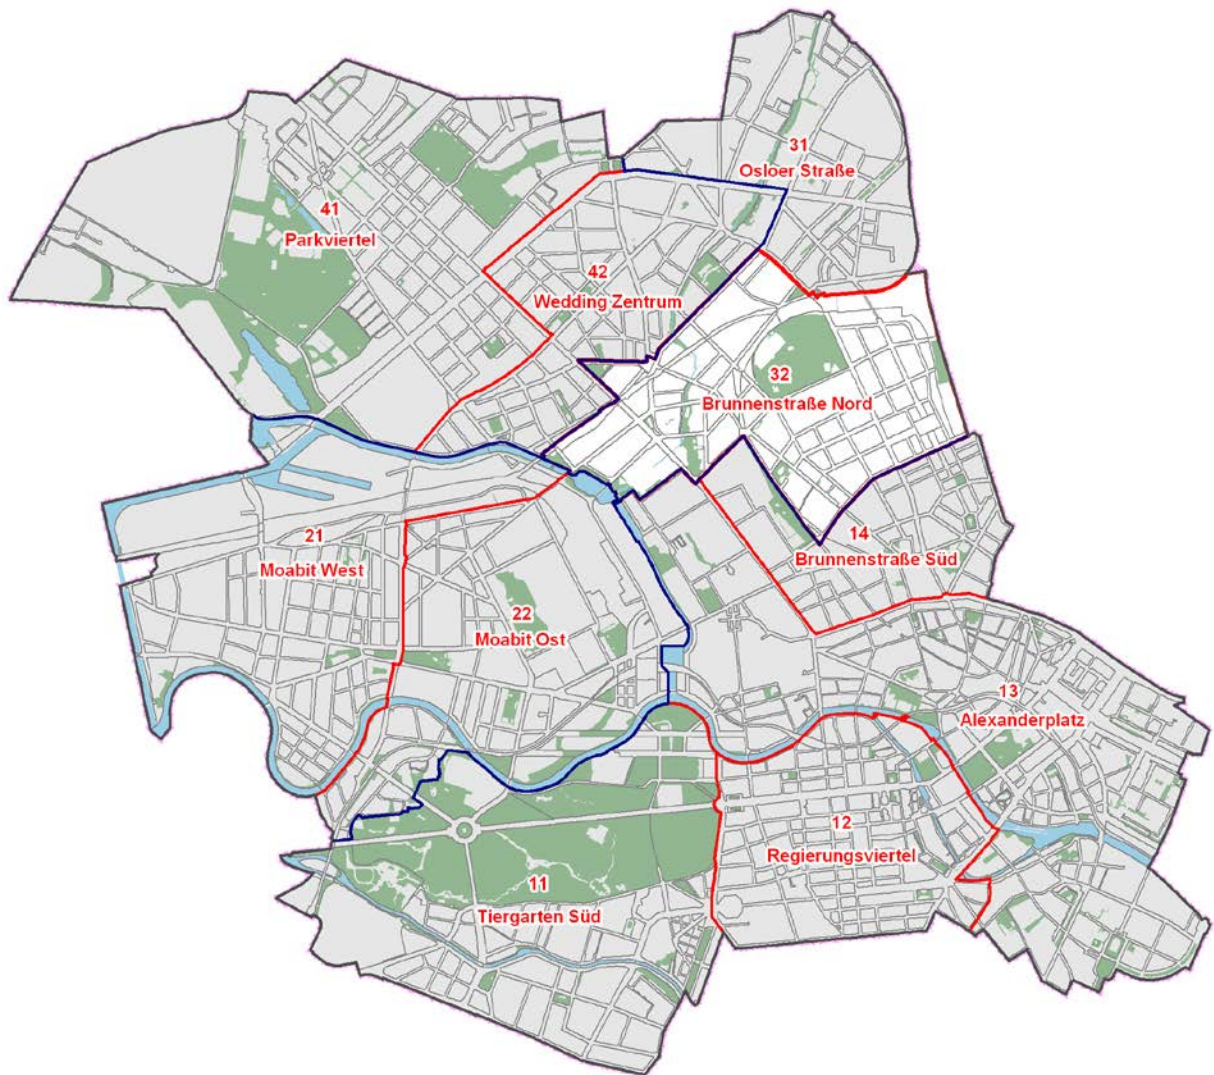 31
Osloer Straße
41
Parkviertel
42
Wedding Zentrum
32
Brunnenstraße Nord
21
Moabit West
14
Brunnenstraße Süd
22
Moabit Ost
13
Alexanderplatz
12
Regierungsviertel
11
Tiergarten Süd